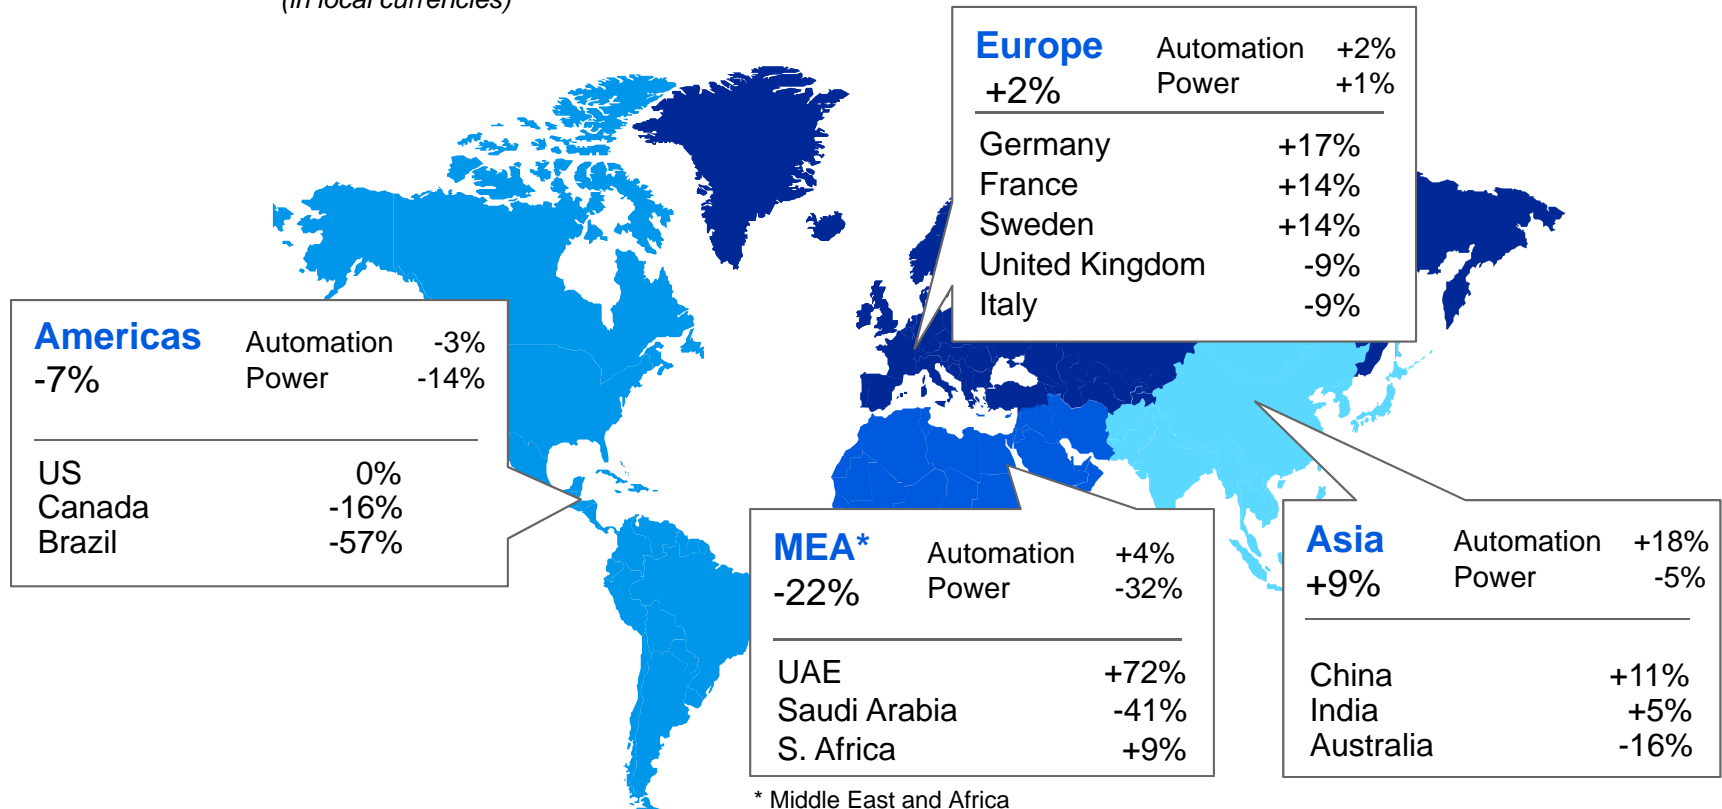 (in local currencies)
Europe
+2%
Automation +2%
Power +1%
Germany +17%
France +14%
Sweden +14%
United Kingdom -9%
Italy -9%
Americas
-7%
Automation -3%
Power -14%
US 0%
Canada -16%
Brazil -57%
MEA*
-22%
Automation +4%
Power -32%
UAE +72%
Saudi Arabia -41%
S. Africa +9%
Asia
+9%
Automation +18%
Power -5%
China +11%
India +5%
Australia -16%
* Middle East and Africa